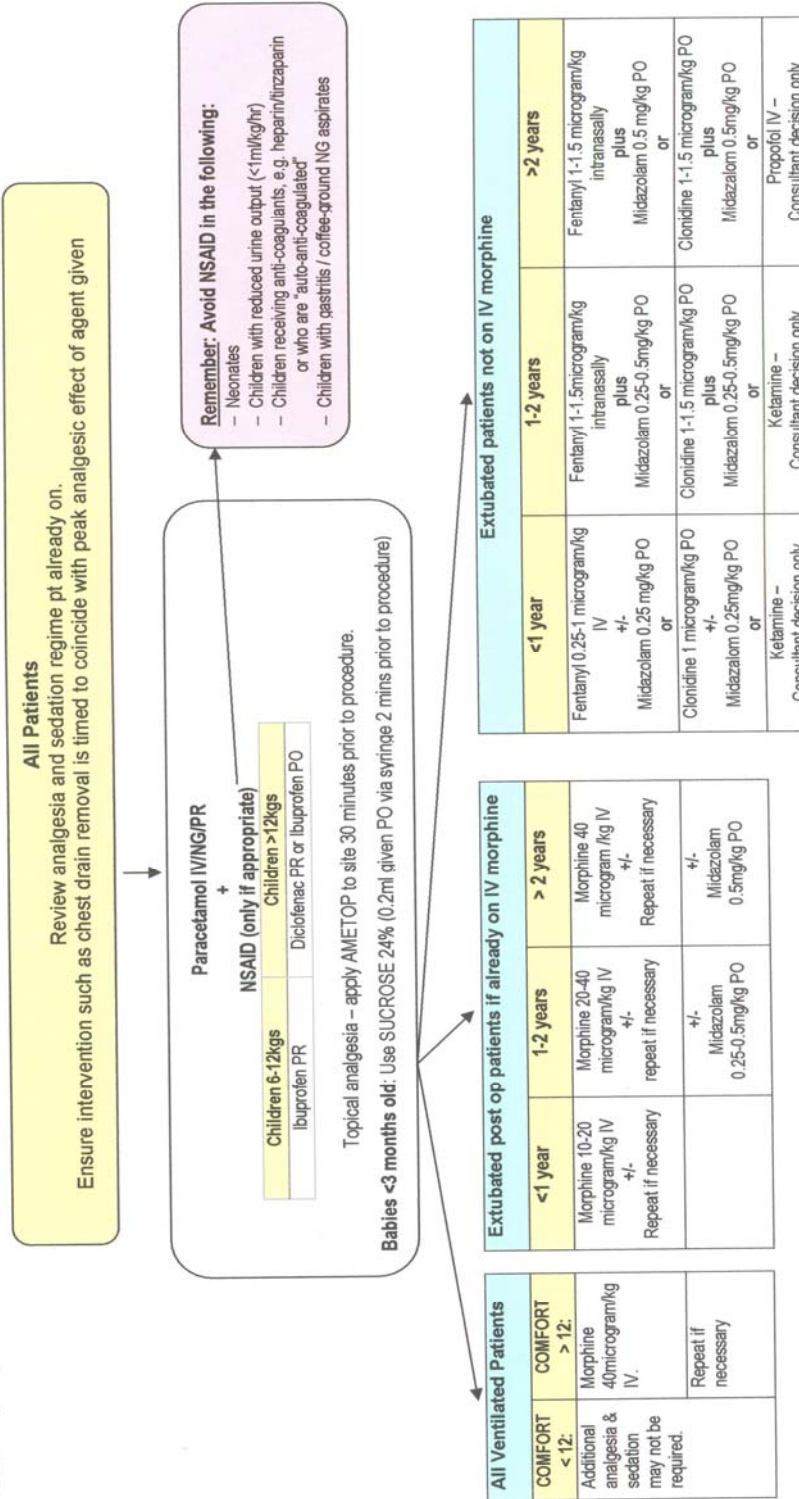 All Patients
Review analgesia and sedation regime pt already on.
Ensure intervention such as chest drain removal is timed to coincide with peak analgesic effect of agent given
Paracetamol IV/NG/PR
+
NSAID (only if appropriate)
Children 6-12kgs
Children >12kgs
Ibuprofen PR
Diclofenac PR or Ibuprofen PO
Topical analgesia – apply AMETOP to site 30 minutes prior to procedure.
Babies <3 months old: Use SUCROSE 24% (0.2ml given PO via syringe 2 mins prior to procedure)
Remember: Avoid NSAID in the following:
– Neonates
– Children with reduced urine output (<1ml/kg/hr)
– Children receiving anti-coagulants, e.g. heparin/tinzaparin
or who are "auto-anti-coagulated"
– Children with gastritis / coffee-ground NG aspirates
All Ventilated Patients
COMFORT
< 12:
COMFORT
> 12:
Additional
analgesia &
sedation
may not be
required.
Morphine
40microgram/kg
IV.
Repeat if
necessary
Extubated post op patients if already on IV morphine
<1 year
1-2 years
> 2 years
Morphine 10-20
microgram/kg IV
+/-
Repeat if necessary
Morphine 20-40
microgram/kg IV
+/-
repeat if necessary
Morphine 40
microgram /kg IV
+/-
Repeat if necessary
+/-
Midazolam
0.25-0.5mg/kg PO
+/-
Midazolam
0.5mg/kg PO
Extubated patients not on IV morphine
<1 year
1-2 years
>2 years
Fentanyl 0.25-1 microgram/kg
IV
+/-
Midazolam 0.25 mg/kg PO
or
Fentanyl 1-1.5microgram/kg
intranasally
plus
Midazolam 0.25-0.5mg/kg PO
or
Fentanyl 1-1.5 microgram/kg
intranasally
plus
Midazolam 0.5 mg/kg PO
or
Clonidine 1 microgram/kg PO
+/-
Midazalom 0.25mg/kg PO
or
Clonidine 1-1.5 microgram/kg PO
plus
Midazalom 0.25-0.5mg/kg PO
or
Clonidine 1-1.5 microgram/kg PO
plus
Midazalom 0.5mg/kg PO
or
Ketamine –
Consultant decision only
Ketamine –
Consultant decision only
Propofol IV –
Consultant decision only